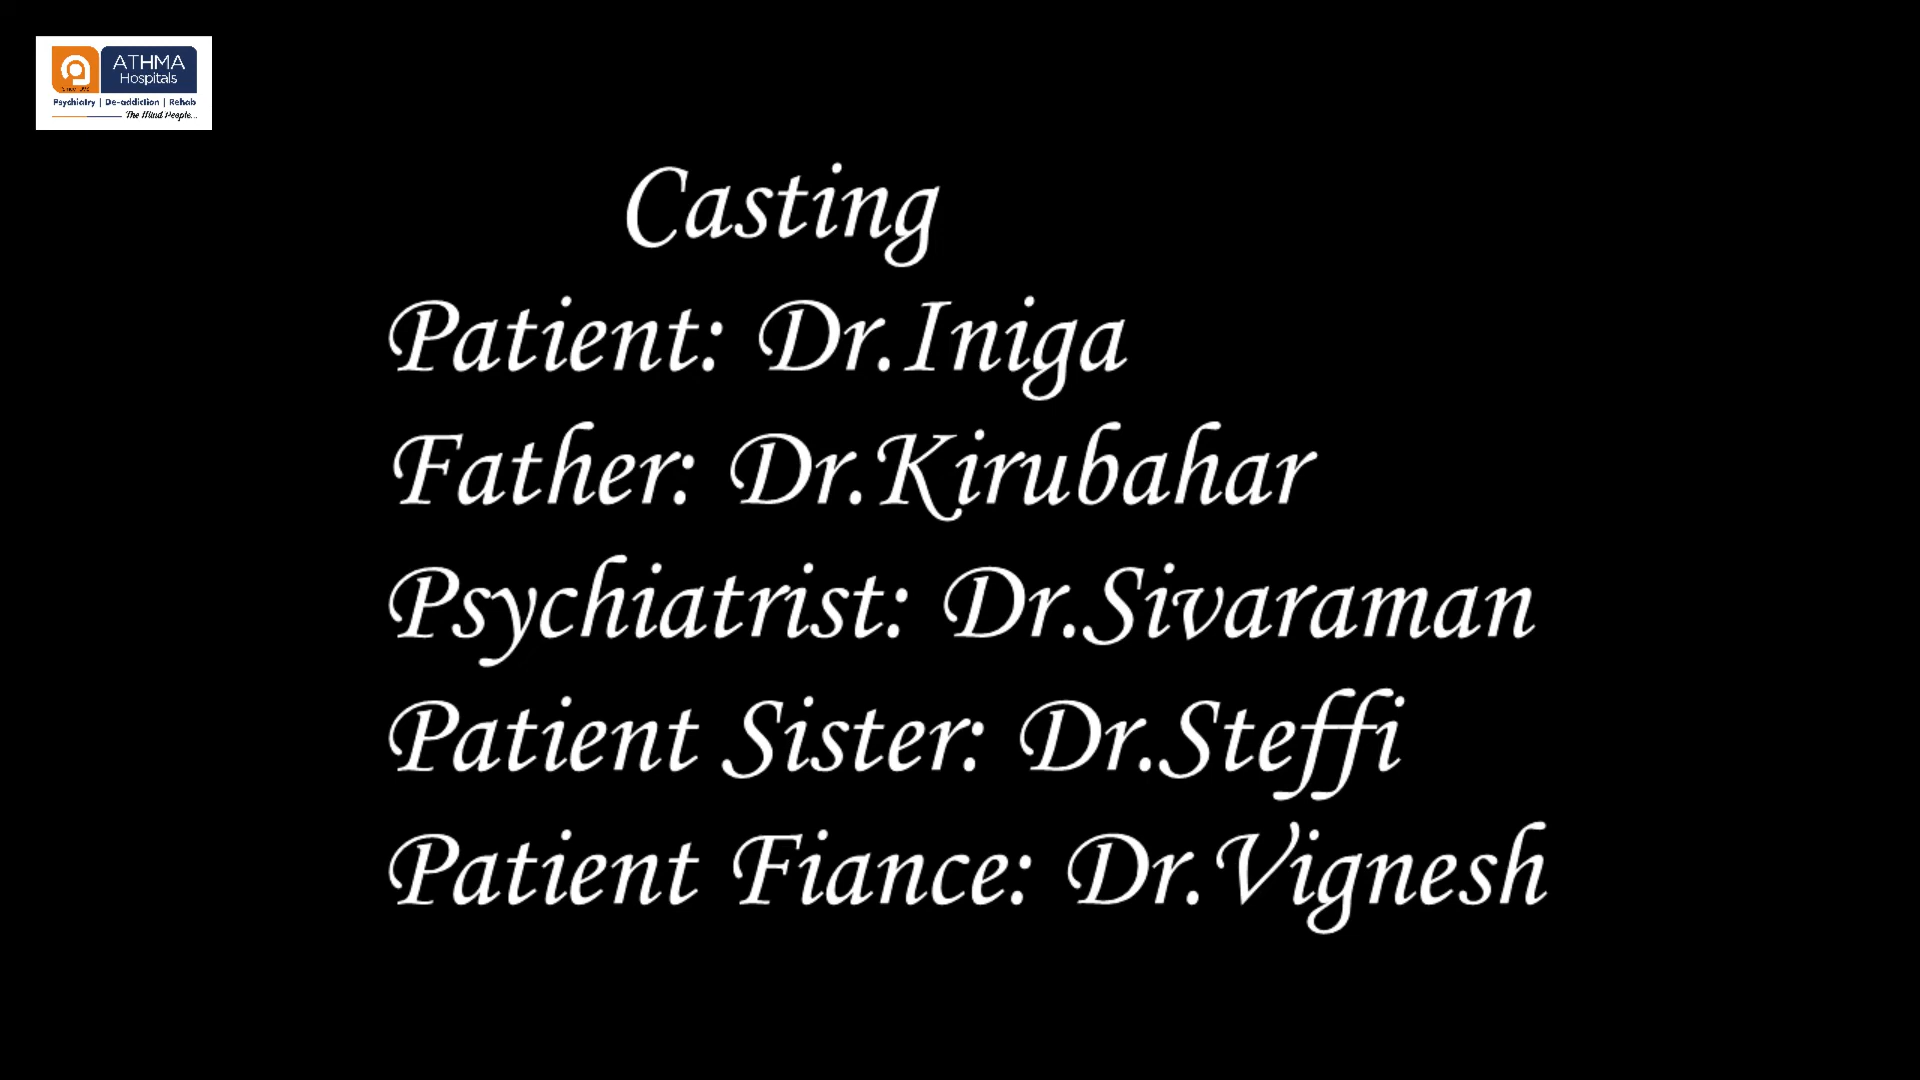 ATHMA
Hospitals
Psychiatry | De-addiction | Rehab
The Mind People...
Casting
Patient: Dr.Iniga
Father: Dr.Kirubahar
Psychiatrist: Dr.Sivaraman
Patient Sister: Dr.Steffi
Patient Fiance: Dr.Vignesh